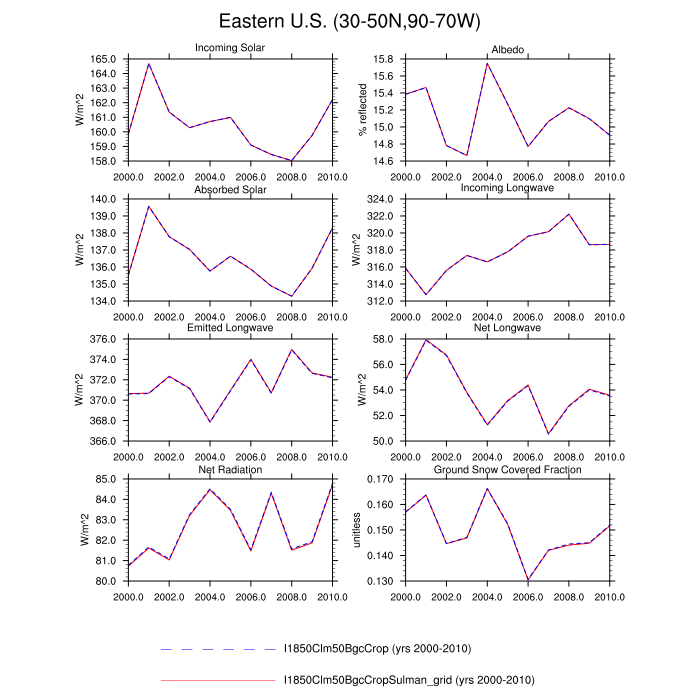 Eastern U.S. (30-50N,90-70W)
Incoming Solar
W/m^2
165.0
164.0
163.0
162.0
161.0
160.0
159.0
158.0
2000.0 2002.0 2004.0 2006.0 2008.0 2010.0
Albedo
% reflected
15.8
15.4
15.0
14.6
2000.0 2002.0 2004.0 2006.0 2008.0 2010.0
Absorbed Solar
W/m^2
140.0
139.0
138.0
137.0
136.0
135.0
134.0
2000.0 2002.0 2004.0 2006.0 2008.0 2010.0
Incoming Longwave
W/m^2
324.0
322.0
320.0
318.0
316.0
314.0
312.0
2000.0 2002.0 2004.0 2006.0 2008.0 2010.0
Emitted Longwave
W/m^2
376.0
374.0
372.0
370.0
368.0
366.0
2000.0 2002.0 2004.0 2006.0 2008.0 2010.0
Net Longwave
W/m^2
58.0
56.0
54.0
52.0
50.0
2000.0 2002.0 2004.0 2006.0 2008.0 2010.0
Net Radiation
W/m^2
85.0
84.0
83.0
82.0
81.0
80.0
2000.0 2002.0 2004.0 2006.0 2008.0 2010.0
Ground Snow Covered Fraction
unitless
0.170
0.160
0.150
0.140
0.130
2000.0 2002.0 2004.0 2006.0 2008.0 2010.0
I1850Clm50BgcCrop (yrs 2000-2010)
I1850Clm50BgcCropSulman_grid (yrs 2000-2010)